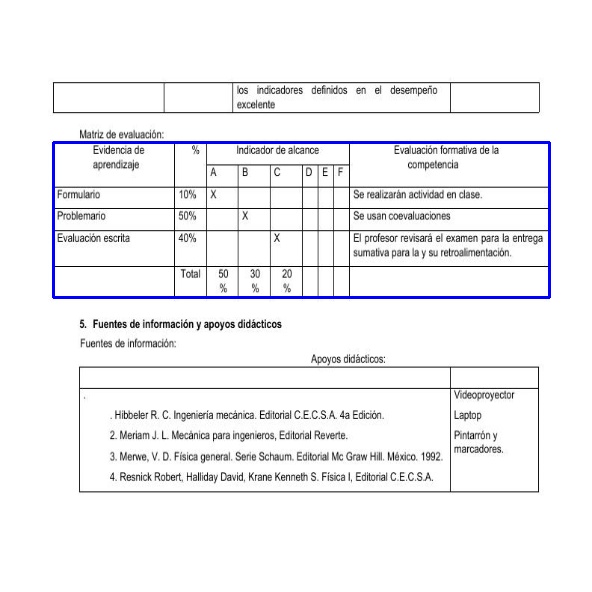 los indicadores definidos en el desempeño
excelente
Matriz de evaluación:
Evidencia de aprendizaje % Indicador de alcance Evaluación formativa de la competencia
A B C D E F
Formulario 10% X Se realizarán actividad en clase.
Problemario 50% X Se usan coevaluaciones
Evaluación escrita 40% X El profesor revisará el examen para la entrega
sumativa para la y su retroalimentación.
Total 50 % 30 % 20 %
5. Fuentes de información y apoyos didácticos
Fuentes de información:
Apoyos didácticos:
.
Videoproyector
. Hibbeler R. C. Ingeniería mecánica. Editorial C.E.C.S.A. 4a Edición.
Laptop
2. Meriam J. L. Mecánica para ingenieros, Editorial Reverte.
Pintarrón y
marcadores.
3. Merwe, V. D. Física general. Serie Schaum. Editorial Mc Graw Hill. México. 1992.
4. Resnick Robert, Halliday David, Krane Kenneth S. Física I, Editorial C.E.C.S.A.